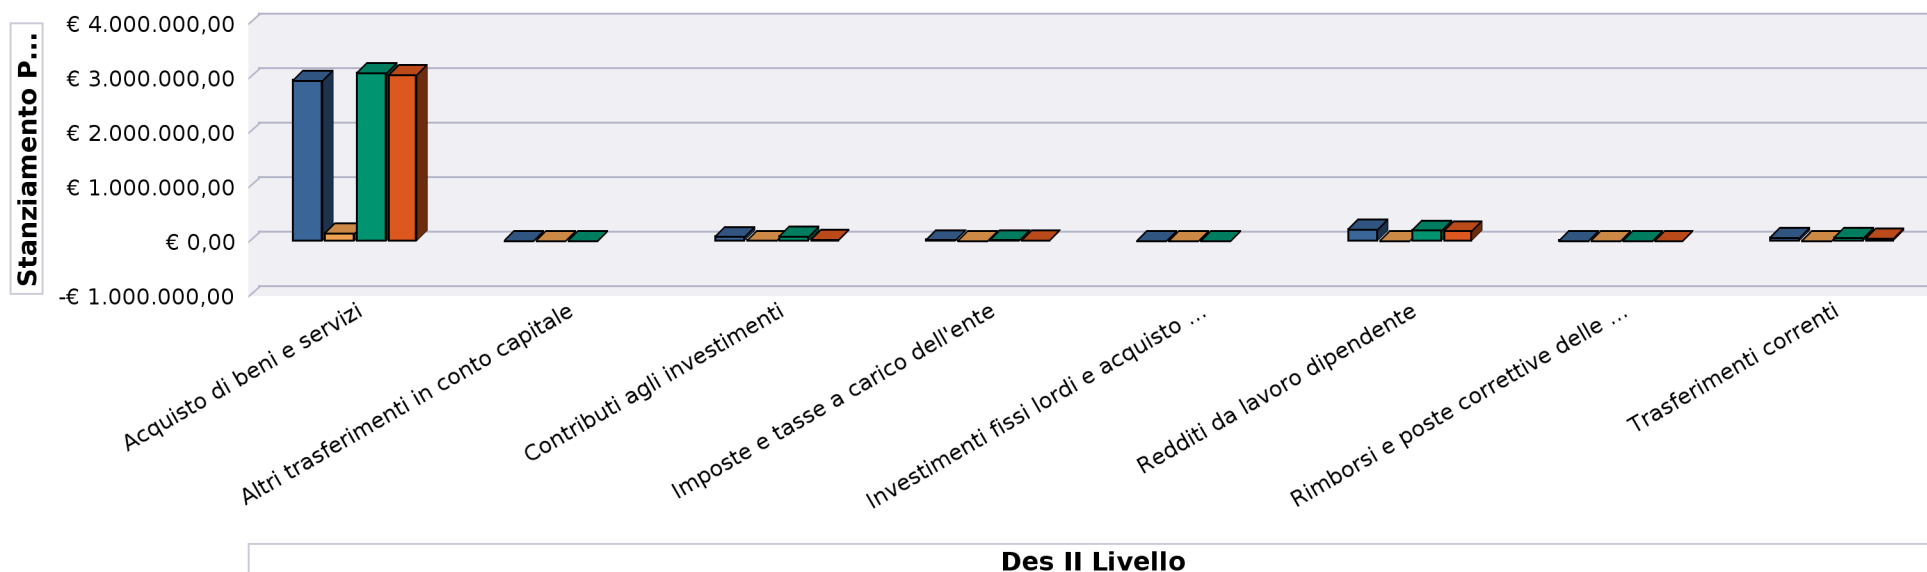 Stanziamento P...
€ 4.000.000,00
€ 3.000.000,00
€ 2.000.000,00
€ 1.000.000,00
€ 0,00
-€ 1.000.000,00
Acquisto di beni e servizi
Altri trasferimenti in conto capitale
Contributi agli investimenti
Imposte e tasse a carico dell'ente
Investimenti fissi lordi e acquisto ...
Redditi da lavoro dipendente
Rimborsi e poste correttive delle ...
Trasferimenti correnti
Des II Livello